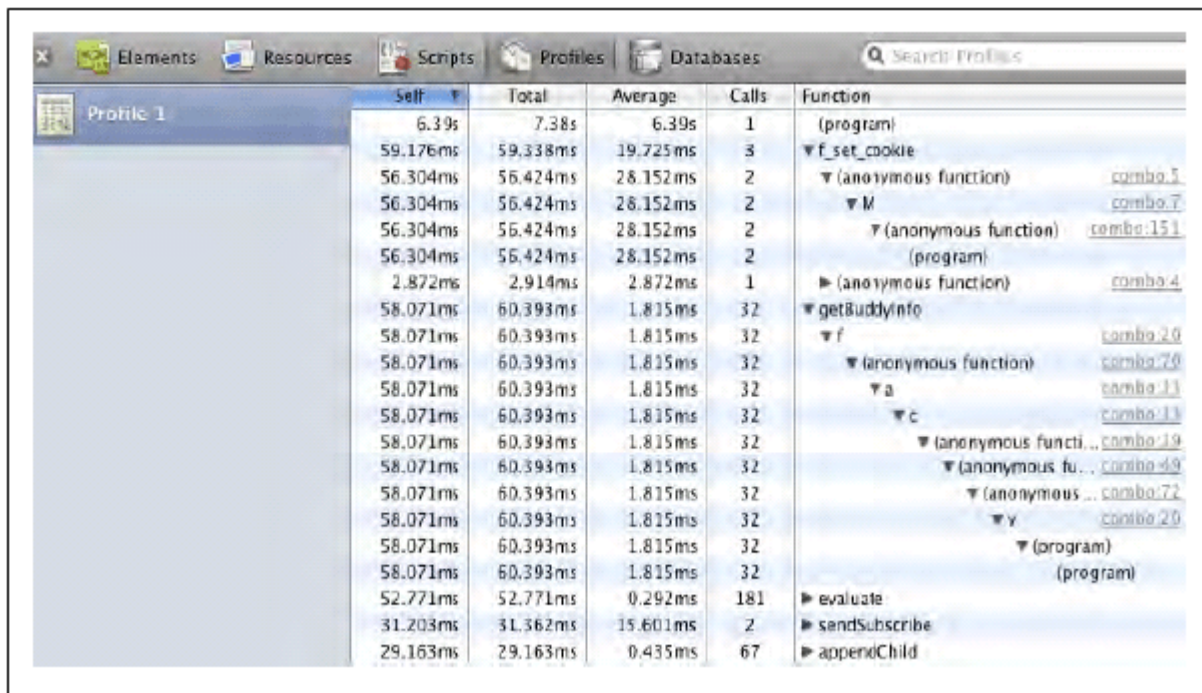 Elements Resources Scripts Profiles Databases Search Profiles
Profile 1
Self Total Average Calls Function
6.39s 7.38s 6.39s 1 (program)
59.176ms 59.338ms 19.725ms 3 f_set_cookie
56.304ms 56.424ms 28.152ms 2 (anonymous function) combo:5
56.304ms 56.424ms 28.152ms 2 M combo:7
56.304ms 56.424ms 28.152ms 2 (anonymous function) combo:151
56.304ms 56.424ms 28.152ms 2 (program)
2.872ms 2.914ms 2.872ms 1 (anonymous function) combo:4
58.071ms 60.393ms 1.815ms 32 getBuddyInfo
58.071ms 60.393ms 1.815ms 32 f combo:20
58.071ms 60.393ms 1.815ms 32 (anonymous function) combo:70
58.071ms 60.393ms 1.815ms 32 a
58.071ms 60.393ms 1.815ms 32 c combo:13
58.071ms 60.393ms 1.815ms 32 (anonymous functi... combo:19
58.071ms 60.393ms 1.815ms 32 (anonymous fu... combo:49
58.071ms 60.393ms 1.815ms 32 (anonymous ... combo:72
58.071ms 60.393ms 1.815ms 32 combo:20
58.071ms 60.393ms 1.815ms 32 (program)
58.071ms 60.393ms 1.815ms 32 (program)
52.771ms 52.771ms 0.292ms 181 evaluate
31.203ms 31.362ms 15.601ms 2 sendSubscribe
29.163ms 29.163ms 0.435ms 67 appendChild